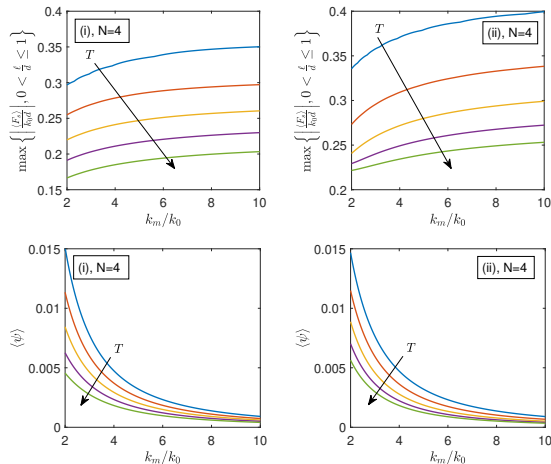 (i), N=4
T
max { |⟨F_s⟩/k_0d|, 0 < ℓ/d ≤ 1 }
0.4
0.35
0.3
0.25
0.2
0.15
2 4 6 8 10
k_m/k_0
(ii), N=4
T
max { |⟨F_s⟩/k_0d|, 0 < ℓ/d ≤ 1 }
0.4
0.35
0.3
0.25
0.2
2 4 6 8 10
k_m/k_0
(i), N=4
T
⟨ψ⟩
0.015
0.01
0.005
0
2 4 6 8 10
k_m/k_0
(ii), N=4
T
⟨ψ⟩
0.015
0.01
0.005
0
2 4 6 8 10
k_m/k_0